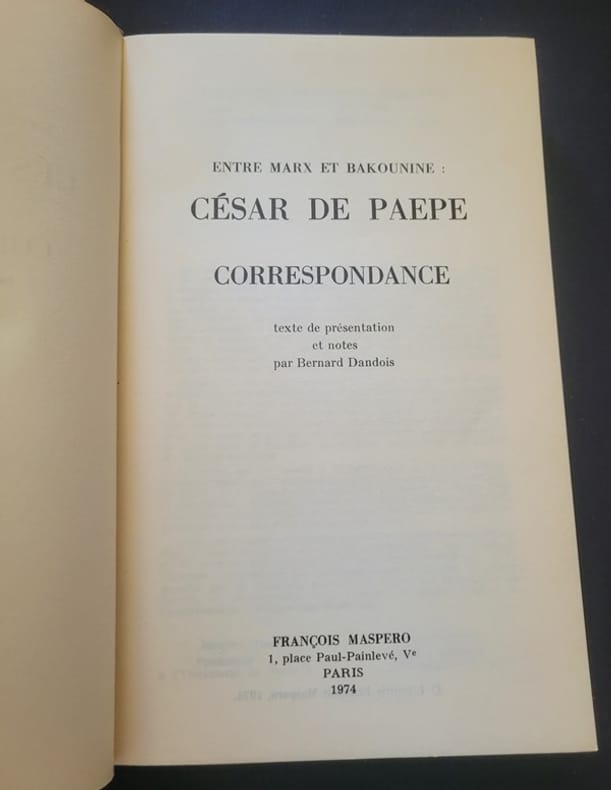 ENTRE MARX ET BAKOUNINE :
CÉSAR DE PAEPE
CORRESPONDANCE
texte de présentation
et notes
par Bernard Dandois
FRANÇOIS MASPERO
1, place Paul-Painlevé, Vᵉ
PARIS
1974